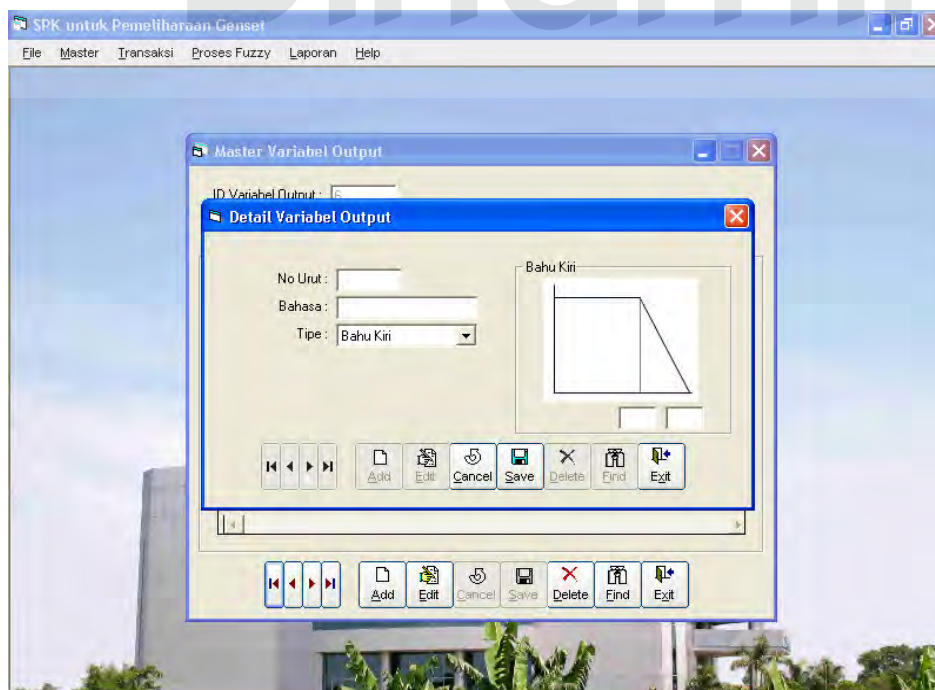 SPK untuk Pemeliharaan Genset
File Master Transaksi Proses Fuzzy Laporan Help
Master Variabel Output
ID Variabel Output : 6
Detail Variabel Output
No Urut :
Bahasa :
Tipe : Bahu Kiri
Bahu Kiri
Add Edit Cancel Save Delete Find Exit
Add Edit Cancel Save Delete Find Exit